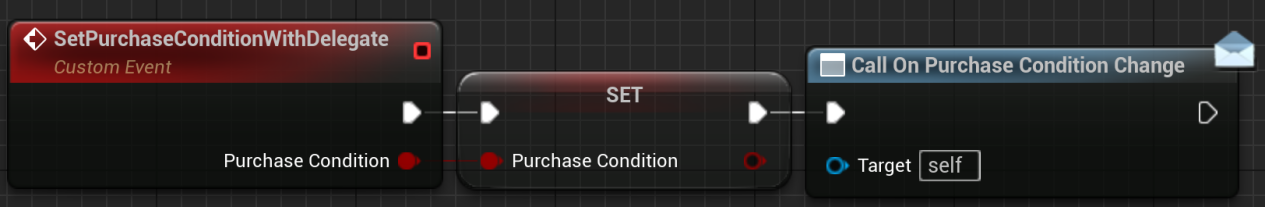 SetPurchaseConditionWithDelegate
Custom Event
Purchase Condition
SET
Purchase Condition
Call On Purchase Condition Change
Target self